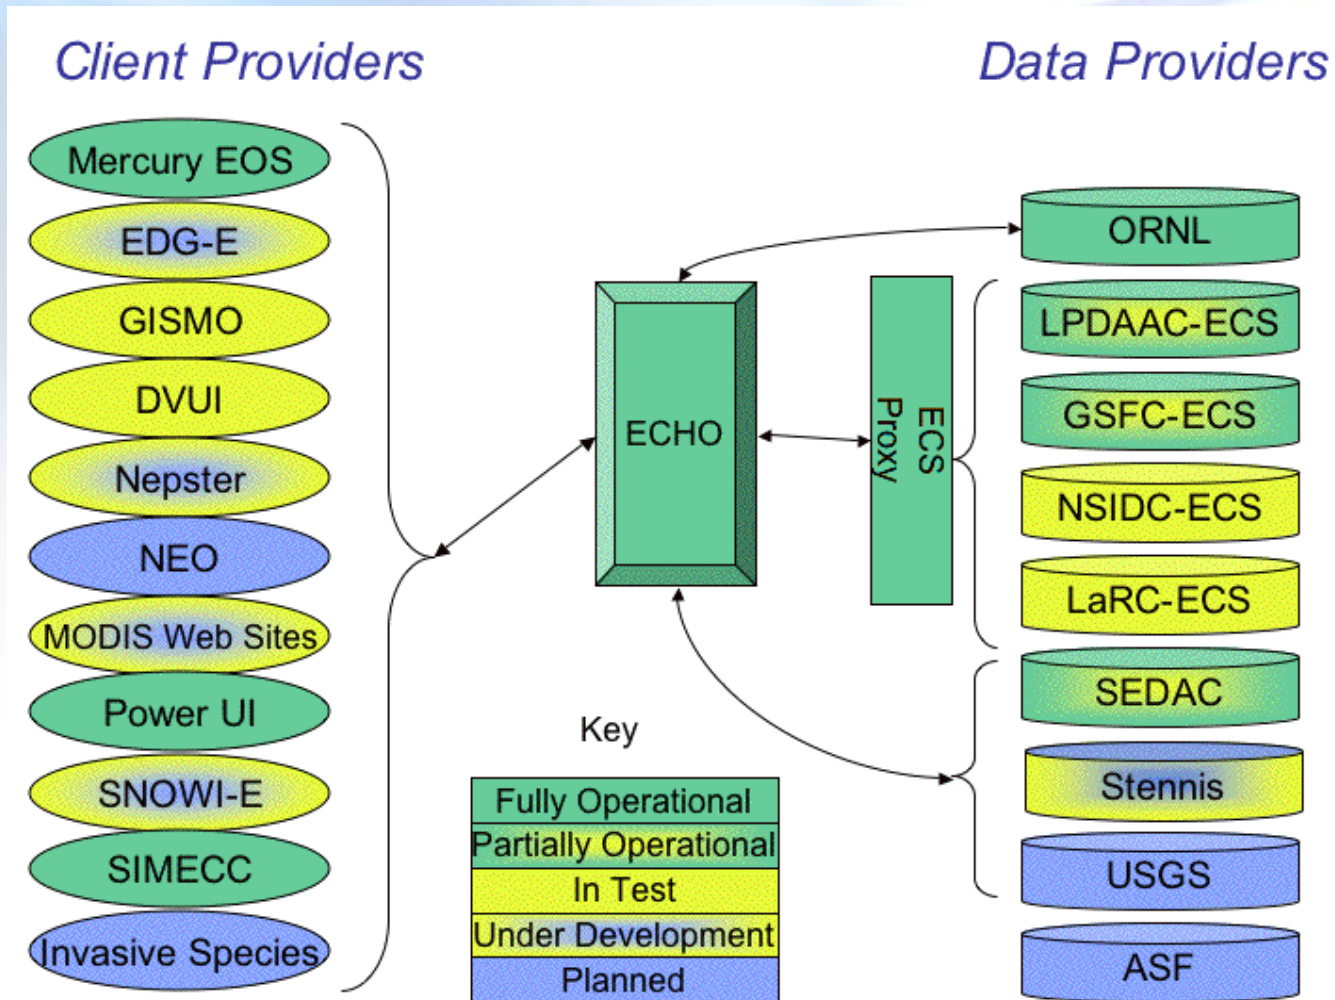 Client Providers
Data Providers
Mercury EOS
EDG-E
GISMO
DVUI
Nepster
NEO
MODIS Web Sites
Power UI
SNOWI-E
SIMECC
Invasive Species
ECHO
ECS
Proxy
ORNL
LPDAAC-ECS
GSFC-ECS
NSIDC-ECS
LaRC-ECS
SEDAC
Stennis
USGS
ASF
Key
Fully Operational
Partially Operational
In Test
Under Development
Planned